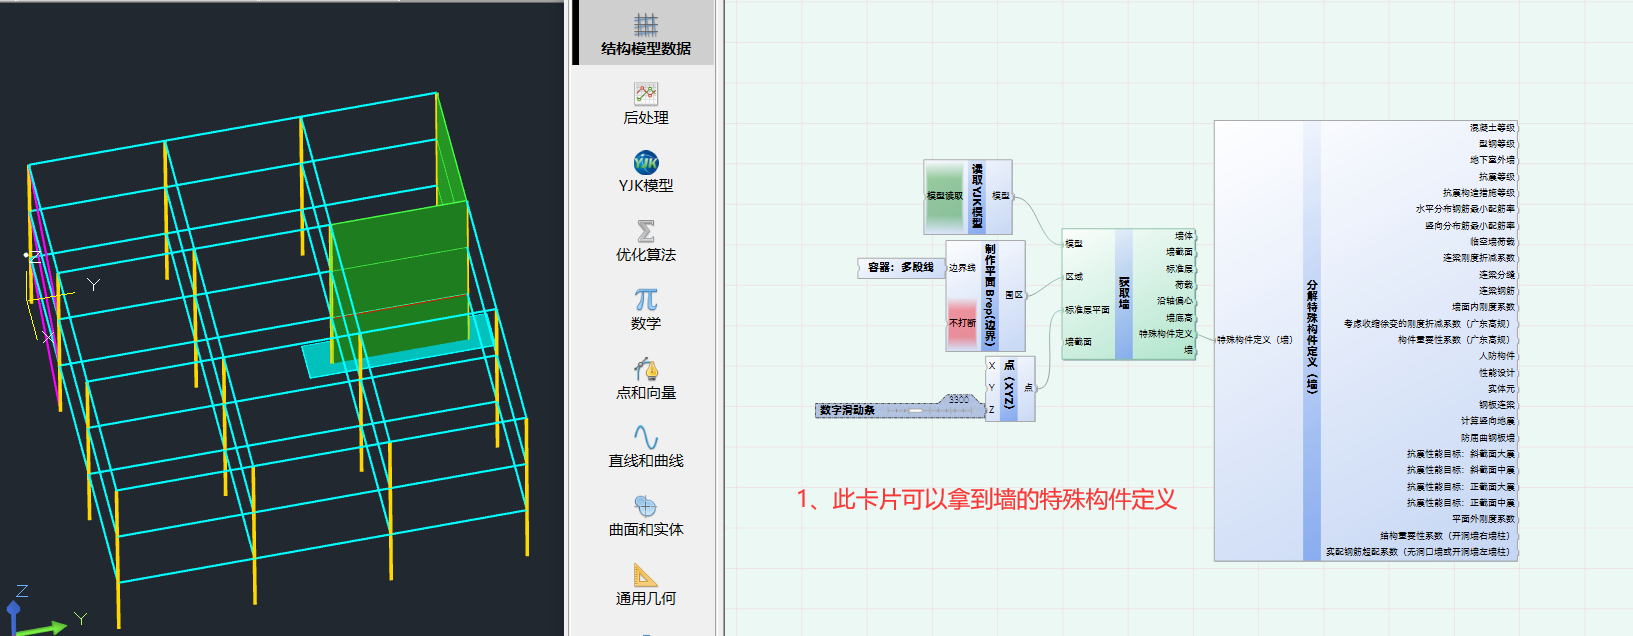 Z
Y
X
Z
Y
结构模型数据
后处理
YJK
YJK模型
优化算法
数学
点和向量
直线和曲线
曲面和实体
通用几何
模型读取
读取YJK模型
模型
容器：多段线
边界线
不打断
制作平面Brep(边界)
围区
X
Y
Z
点（XYZ）
点
数字滑动条
3300
模型
区域
标准层平面
墙截面
获取墙
墙体
墙截面
标准层
荷载
沿轴偏心
墙底高
特殊构件定义
墙
特殊构件定义（墙）
分解特殊构件定义（墙）
混凝土等级
型钢等级
地下室外墙
抗震等级
抗震构造措施等级
水平分布钢筋最小配筋率
竖向分布筋最小配筋率
临空墙荷载
连梁刚度折减系数
连梁分缝
连梁钢筋
墙面内刚度系数
考虑收缩徐变的刚度折减系数（广东高规）
构件重要性系数（广东高规）
人防构件
性能设计
实体元
钢板连梁
计算竖向地震
防屈曲钢板墙
抗震性能目标：斜截面大震
抗震性能目标：斜截面中震
抗震性能目标：正截面大震
抗震性能目标：正截面中震
平面外刚度系数
结构重要性系数（开洞墙右墙柱）
实配钢筋超配系数（无洞口墙或开洞墙左墙柱）
1、此卡片可以拿到墙的特殊构件定义